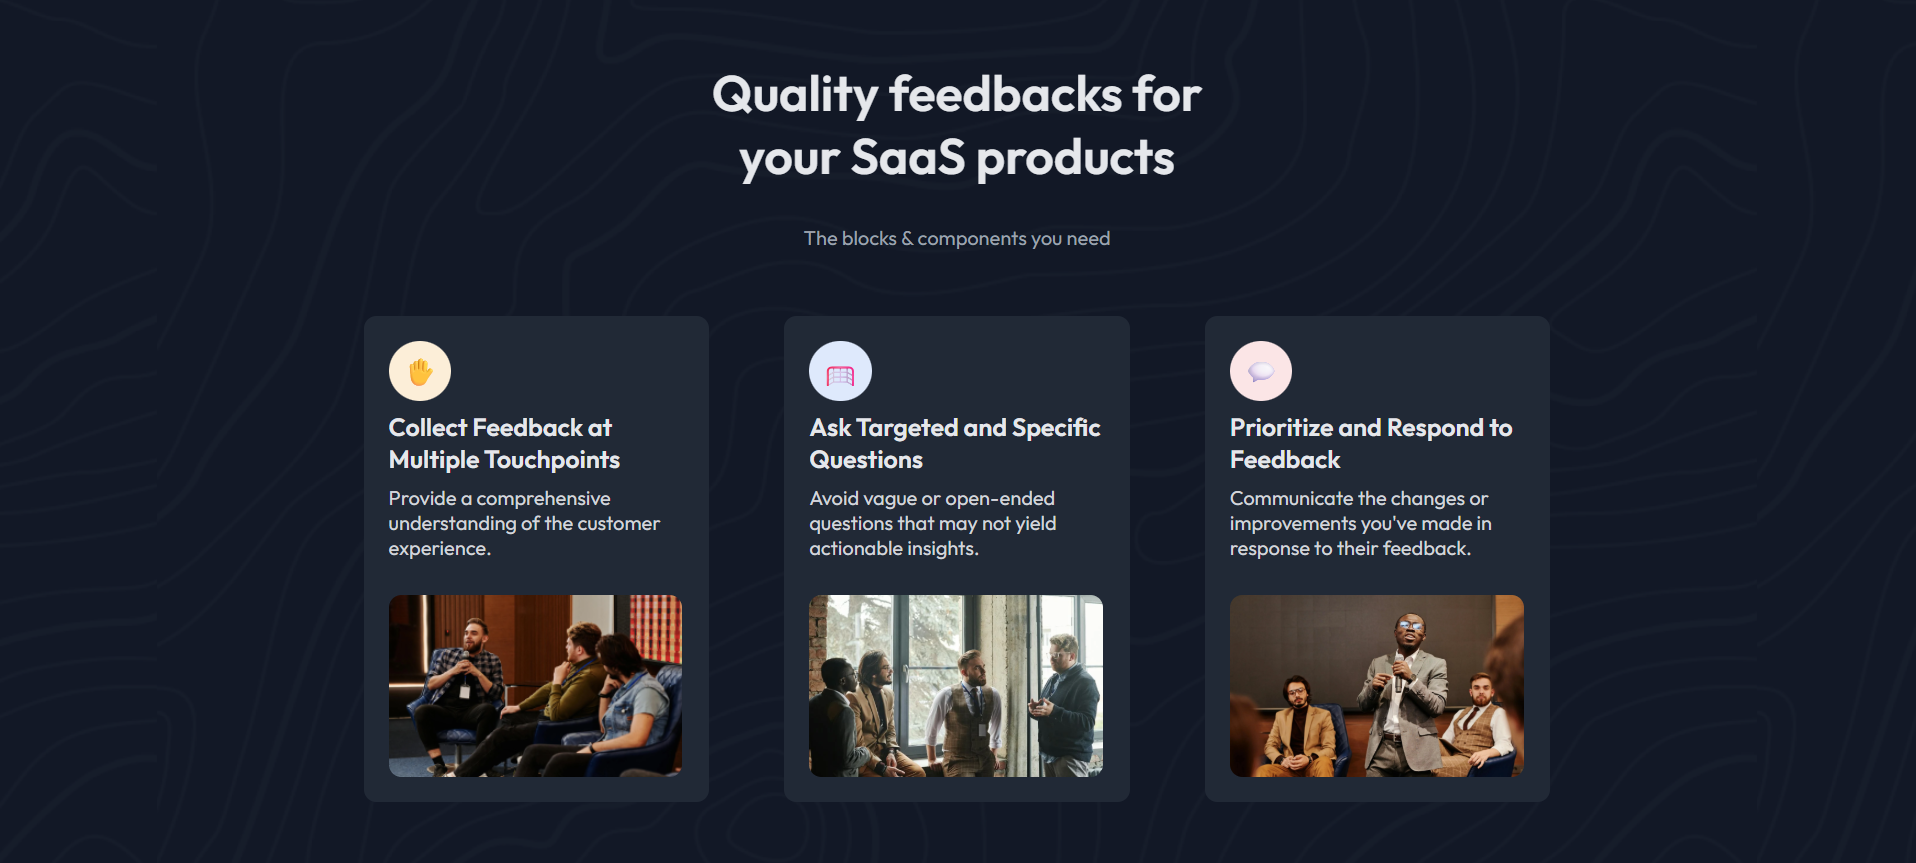 Quality feedbacks for
your SaaS products
The blocks & components you need
Collect Feedback at
Multiple Touchpoints
Provide a comprehensive
understanding of the customer
experience.
Ask Targeted and Specific
Questions
Avoid vague or open-ended
questions that may not yield
actionable insights.
Prioritize and Respond to
Feedback
Communicate the changes or
improvements you've made in
response to their feedback.